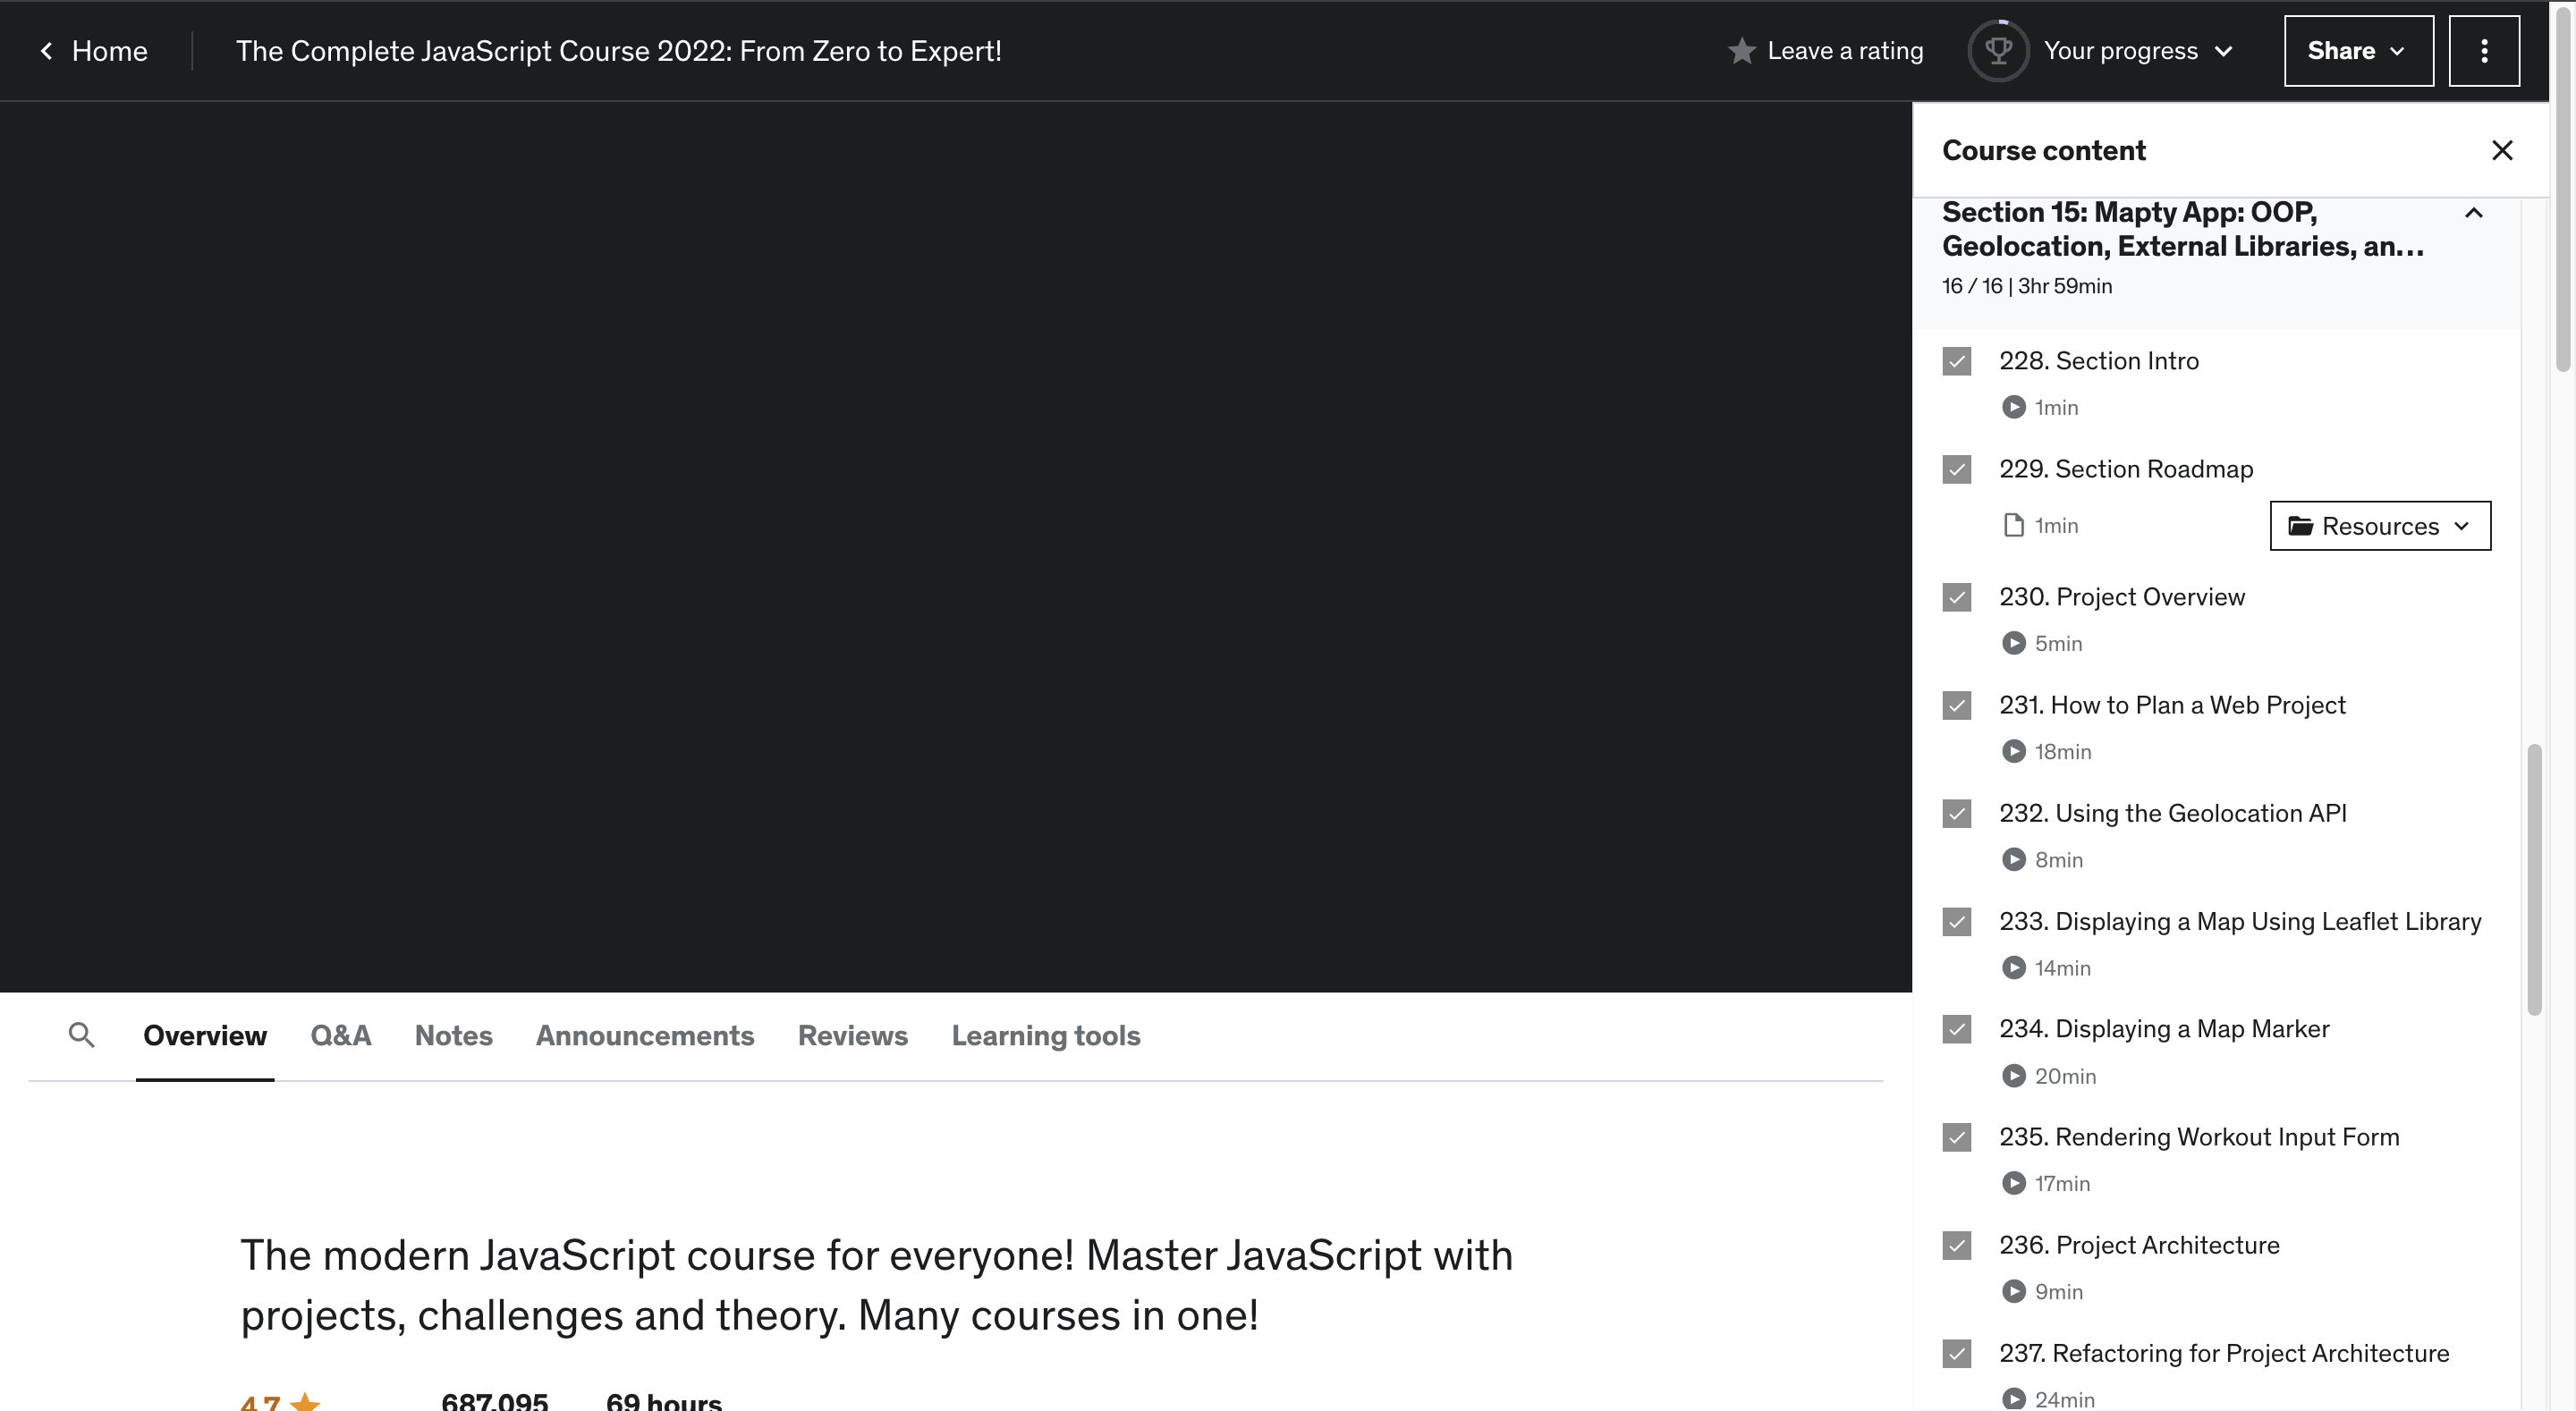 Home
The Complete JavaScript Course 2022: From Zero to Expert!
Leave a rating
Your progress
Share
Course content
Section 15: Mapty App: OOP,
Geolocation, External Libraries, an...
16 / 16 | 3hr 59min
228. Section Intro
1min
229. Section Roadmap
1min
Resources
230. Project Overview
5min
231. How to Plan a Web Project
18min
232. Using the Geolocation API
8min
233. Displaying a Map Using Leaflet Library
14min
234. Displaying a Map Marker
20min
235. Rendering Workout Input Form
17min
236. Project Architecture
9min
237. Refactoring for Project Architecture
24min
Overview
Q&A
Notes
Announcements
Reviews
Learning tools
The modern JavaScript course for everyone! Master JavaScript with
projects, challenges and theory. Many courses in one!
4.7
687,095
69 hours